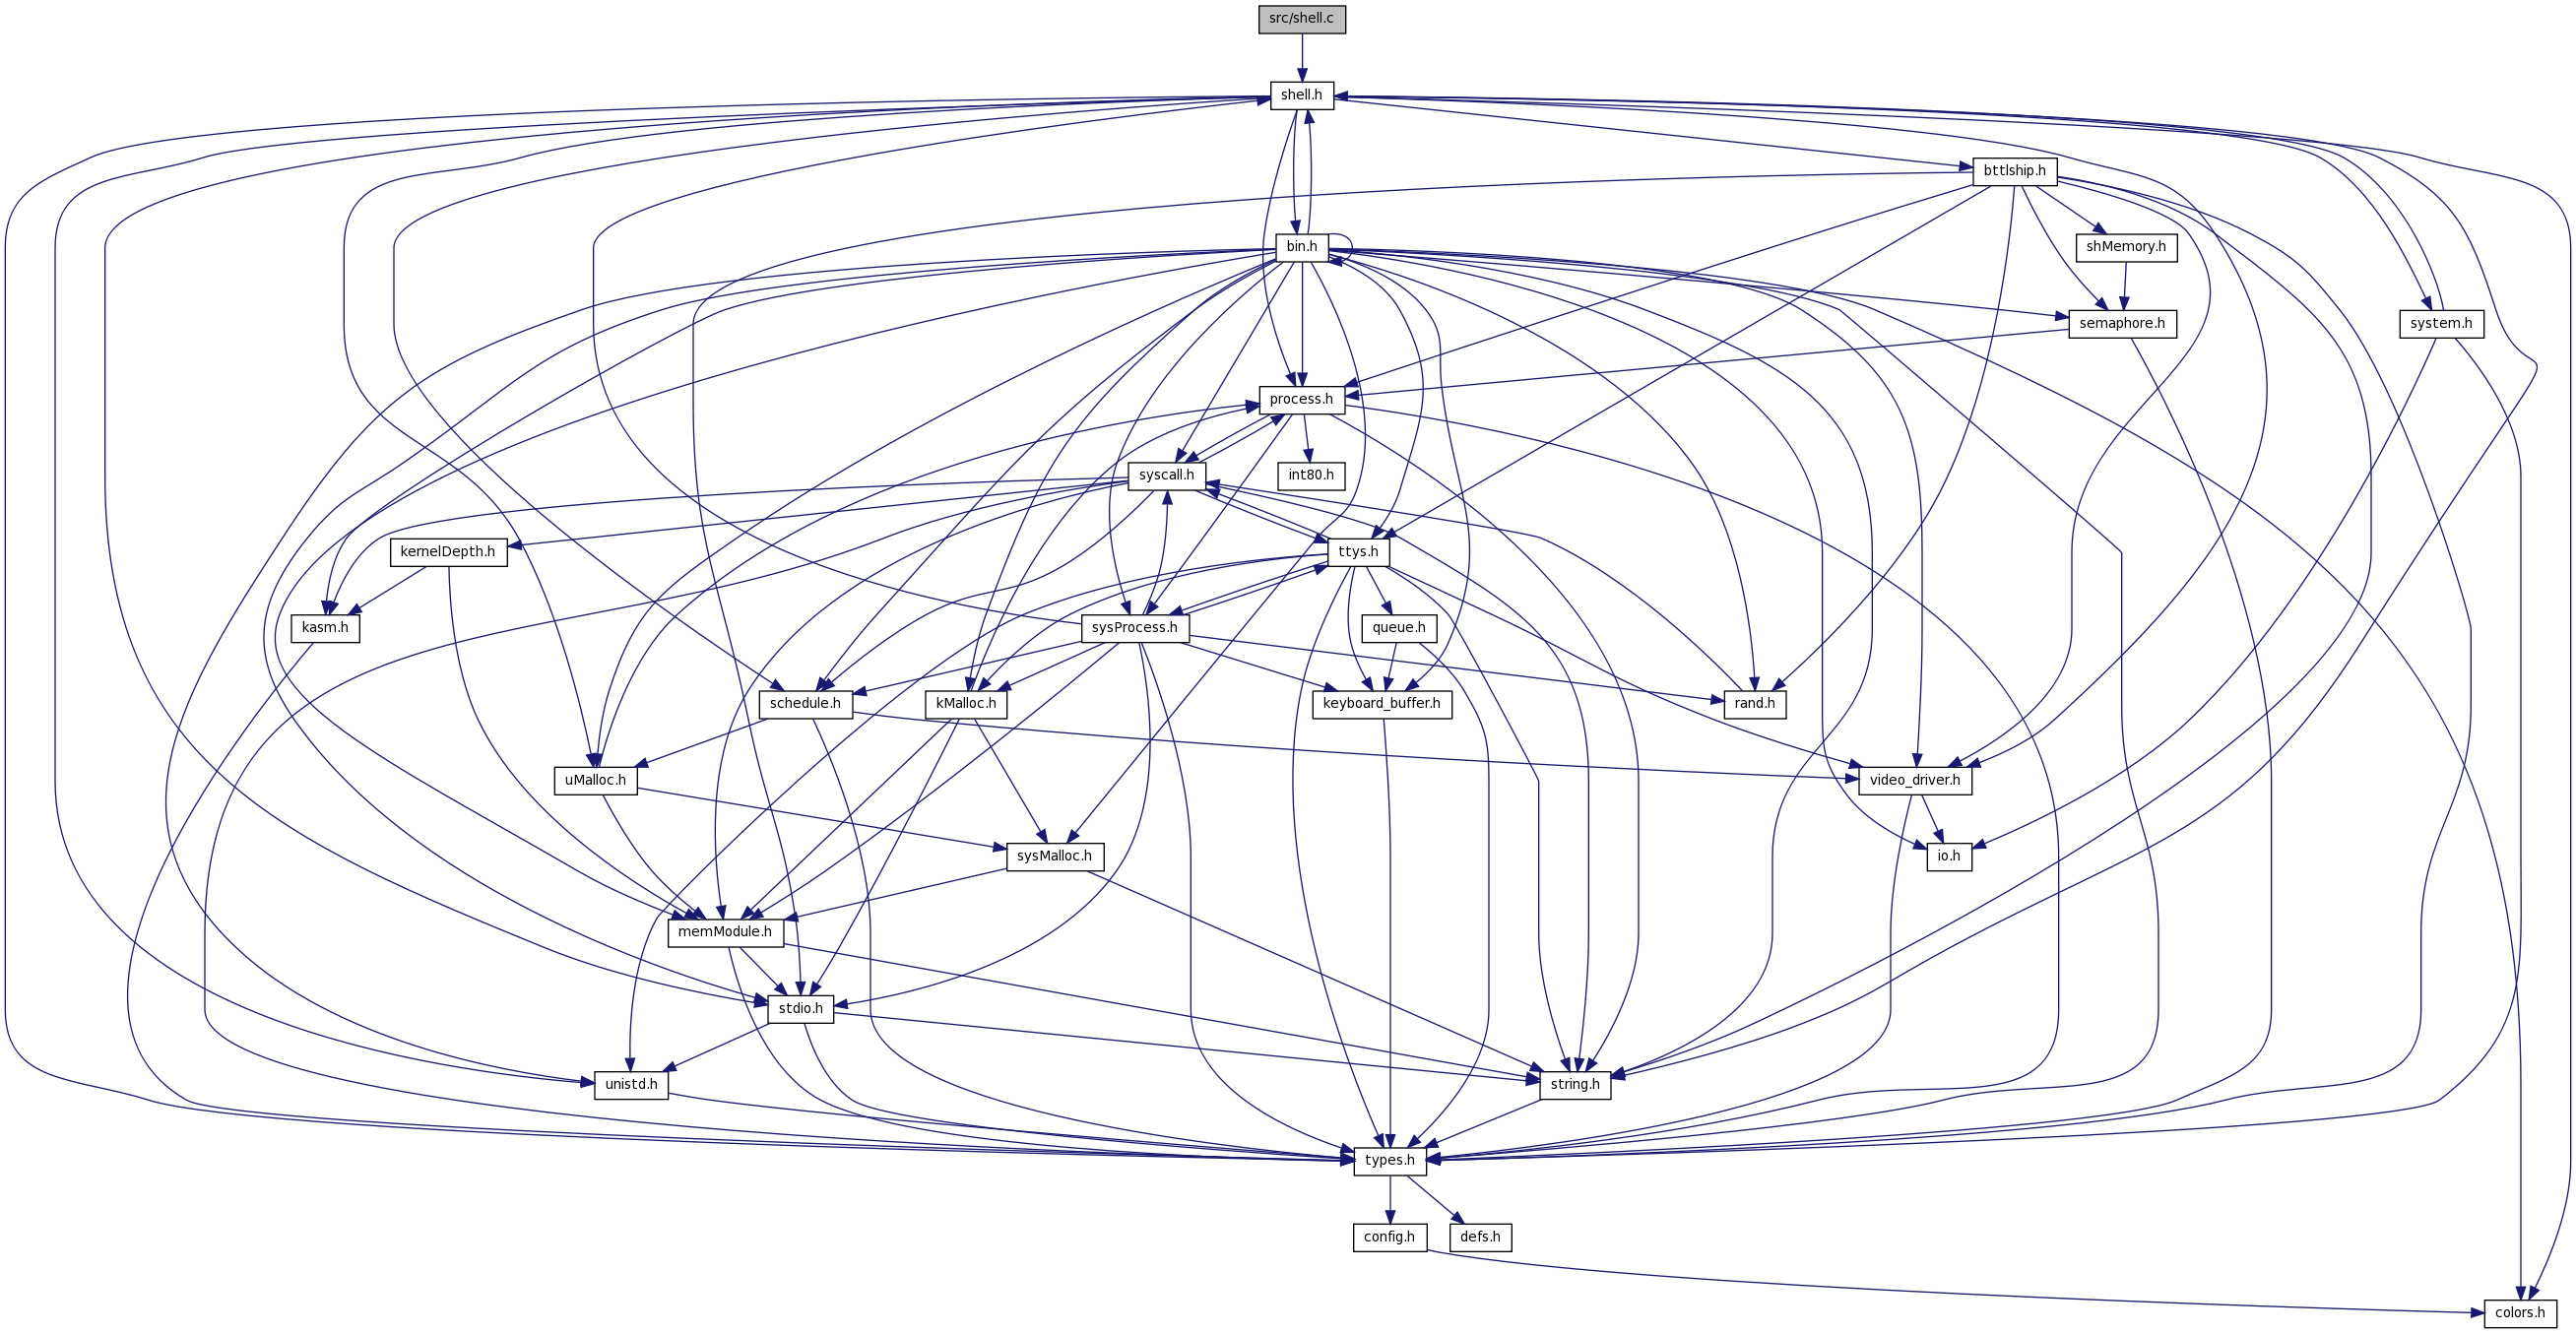 src/shell.c
shell.h
bttlship.h
bin.h
shMemory.h
semaphore.h
system.h
process.h
syscall.h
int80.h
kernelDepth.h
ttys.h
kasm.h
sysProcess.h
queue.h
schedule.h
kMalloc.h
keyboard_buffer.h
rand.h
uMalloc.h
video_driver.h
sysMalloc.h
io.h
memModule.h
stdio.h
unistd.h
string.h
types.h
config.h
defs.h
colors.h